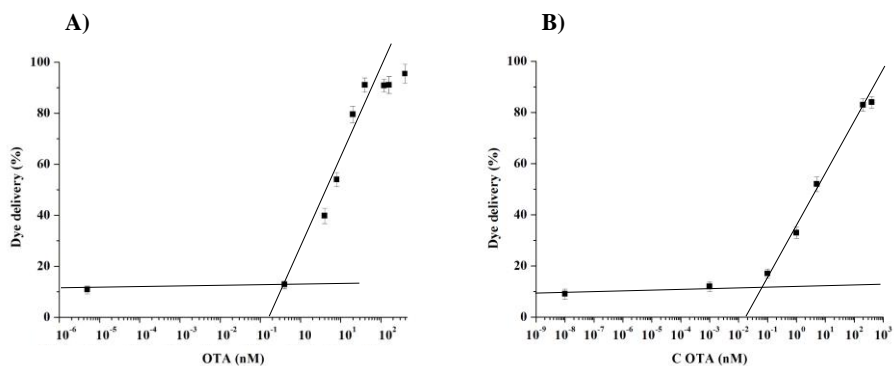 A)
100
80
60
40
20
0
Dye delivery (%)
10⁻⁶ 10⁻⁵ 10⁻⁴ 10⁻³ 10⁻² 10⁻¹ 10 10¹ 10²
OTA (nM)
B)
100
80
60
40
20
0
Dye delivery (%)
10⁻⁹ 10⁻⁸ 10⁻⁷ 10⁻⁶ 10⁻⁵ 10⁻⁴ 10⁻³ 10⁻² 10⁻¹ 10⁰ 10¹ 10² 10³
C OTA (nM)